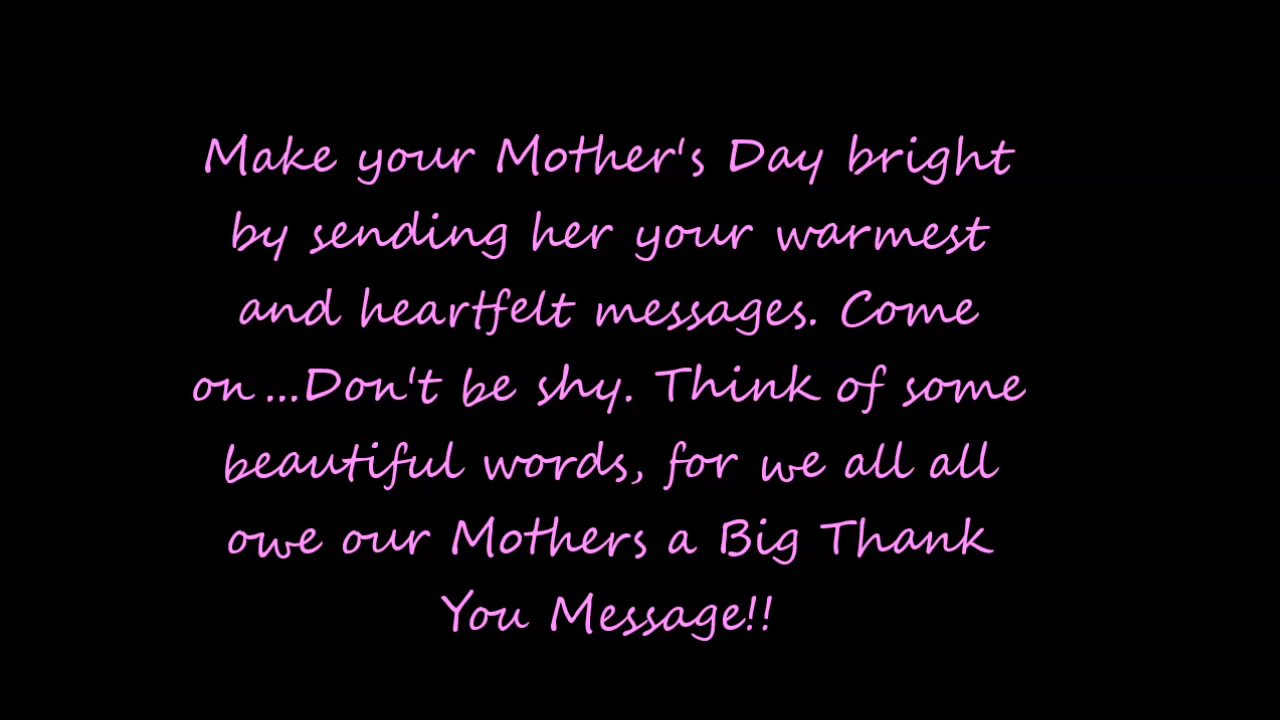 Make your Mother's Day bright
by sending her your warmest
and heartfelt messages. Come
on...Don't be shy. Think of some
beautiful words, for we all all
owe our Mothers a Big Thank
You Message!!